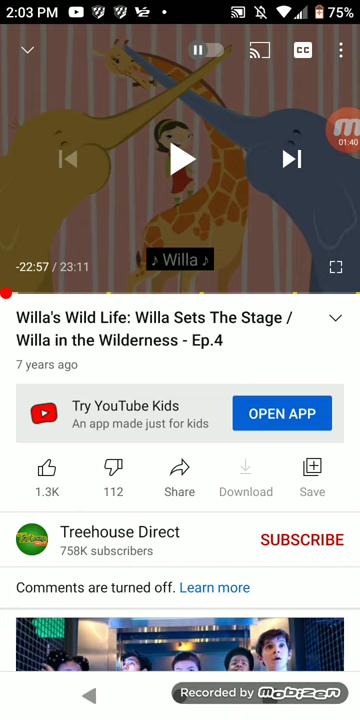 2:03 PM
75%
CC
01:40
♪ Willa ♪
-22:57 / 23:11
Willa's Wild Life: Willa Sets The Stage /
Willa in the Wilderness - Ep.4
7 years ago
Try YouTube Kids
An app made just for kids
OPEN APP
1.3K
112
Share
Download
Save
Treehouse Direct
758K subscribers
SUBSCRIBE
Comments are turned off. Learn more
Recorded by mobizen